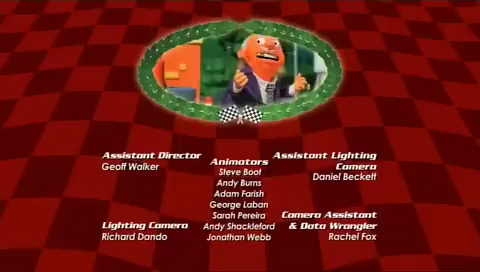 Assistant Director
Geoff Walker
Lighting Camera
Richard Dando
Animators
Steve Boot
Andy Burns
Adam Farish
George Laban
Sarah Pereira
Andy Shackleford
Jonathan Webb
Assistant Lighting
Camera
Daniel Beckett
Camera Assistant
& Data Wrangler
Rachel Fox